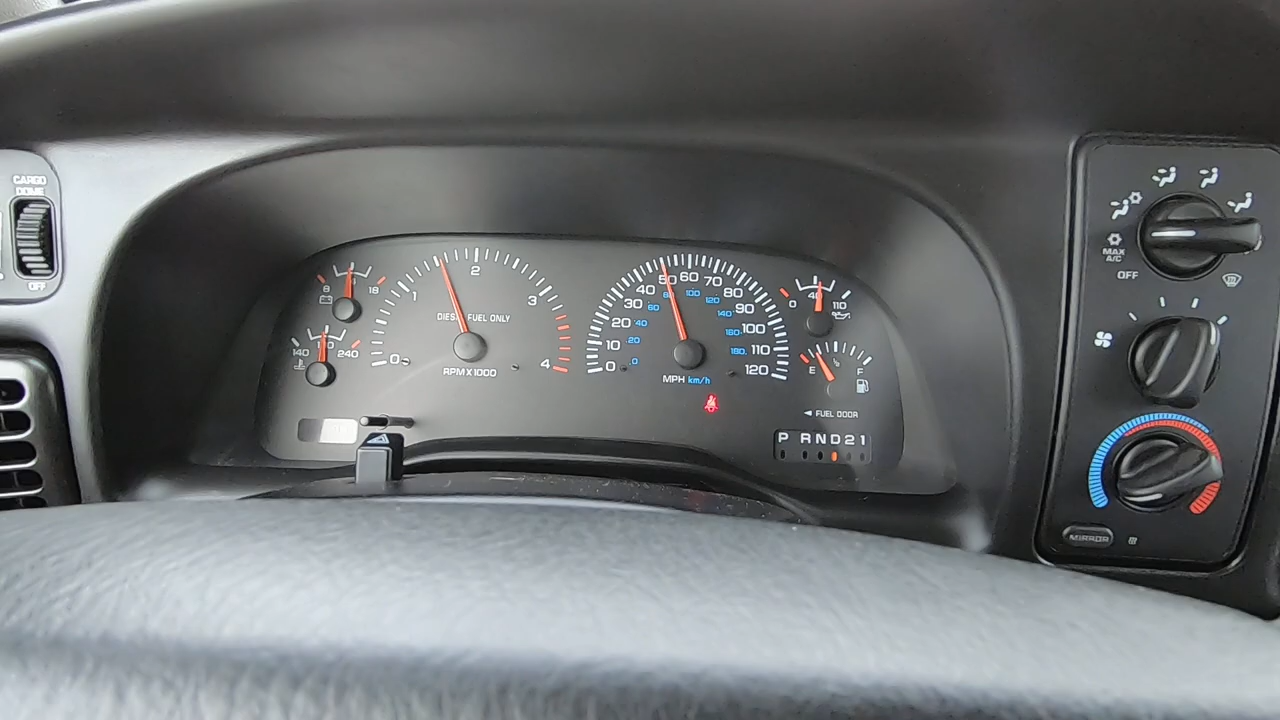 CARGO
DOME
OFF
8 18
140 240
0 1 2 3 4
DIESEL FUEL ONLY
RPM X 1000
0 10 20 30 40 50 60 70 80 90 100 110 120
0 20 40 60 80 100 120 140 160 180
MPH km/h
0 40 110
E F
◄ FUEL DOOR
P RND21
MAX
A/C
OFF
MIRROR